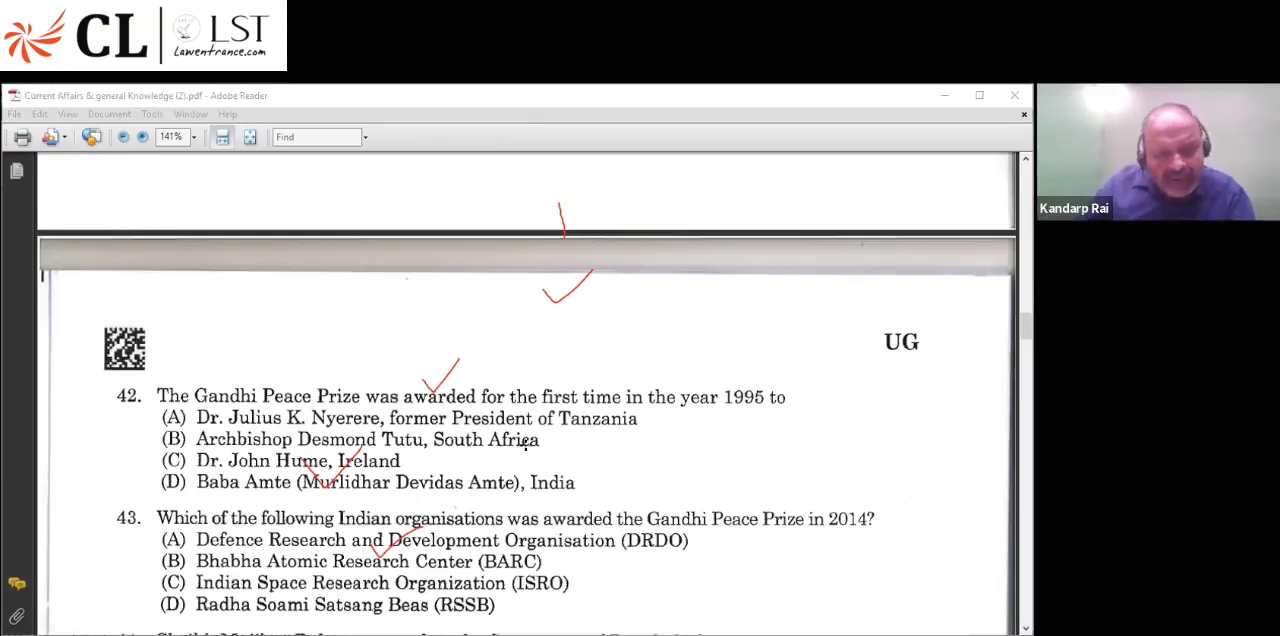 CL
LST
Lawentrance.com
Current Affairs & general Knowledge (2).pdf - Adobe Reader
File Edit View Document Tools Window Help
141%
Find
Kandarp Rai
UG
42. The Gandhi Peace Prize was awarded for the first time in the year 1995 to
(A) Dr. Julius K. Nyerere, former President of Tanzania
(B) Archbishop Desmond Tutu, South Africa
(C) Dr. John Hume, Ireland
(D) Baba Amte (Murlidhar Devidas Amte), India
43. Which of the following Indian organisations was awarded the Gandhi Peace Prize in 2014?
(A) Defence Research and Development Organisation (DRDO)
(B) Bhabha Atomic Research Center (BARC)
(C) Indian Space Research Organization (ISRO)
(D) Radha Soami Satsang Beas (RSSB)